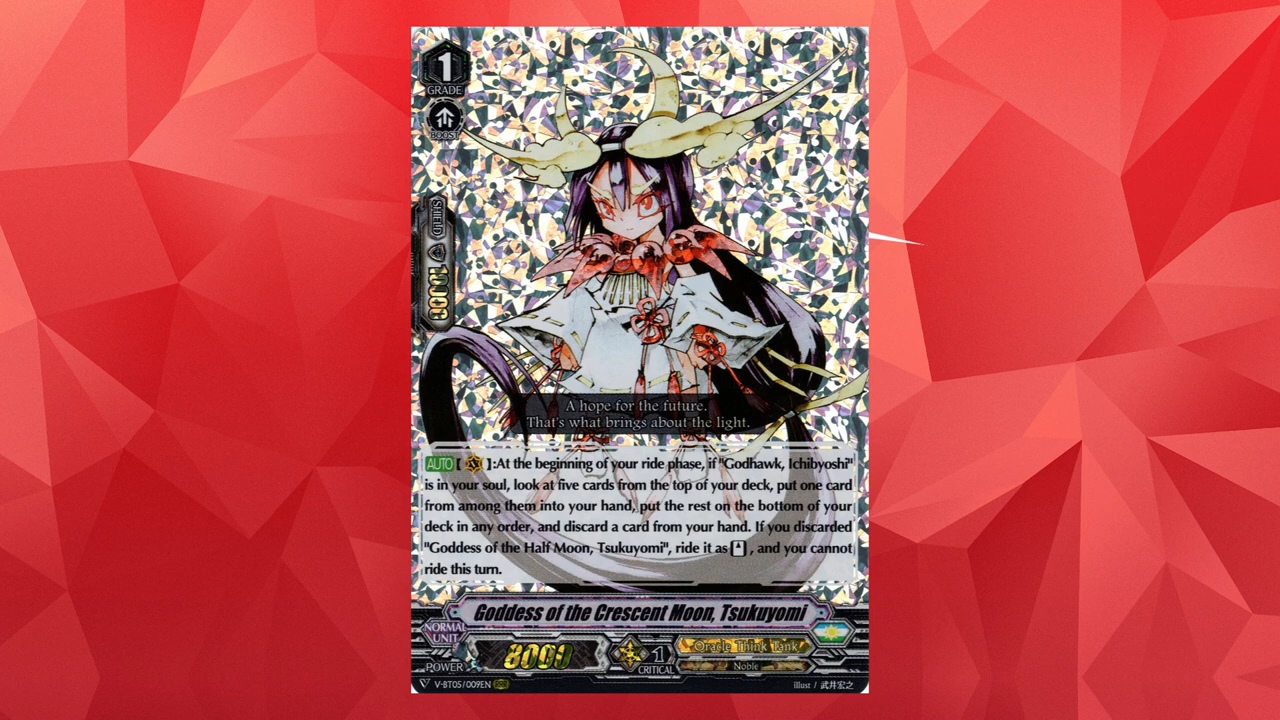 1
GRADE
BOOST
SHIELD
10000
A hope for the future.
That's what brings about the light.
AUTO【 】:At the beginning of your ride phase, if "Godhawk, Ichibyoshi"
is in your soul, look at five cards from the top of your deck, put one card
from among them into your hand, put the rest on the bottom of your
deck in any order, and discard a card from your hand. If you discarded
"Goddess of the Half Moon, Tsukuyomi", ride it as , and you cannot
ride this turn.
Goddess of the Crescent Moon, Tsukuyomi
NORMAL
UNIT
POWER 8000 1
CRITICAL
Oracle Think Tank
Noble
V-BT05/009EN RRR illust / 武井宏之